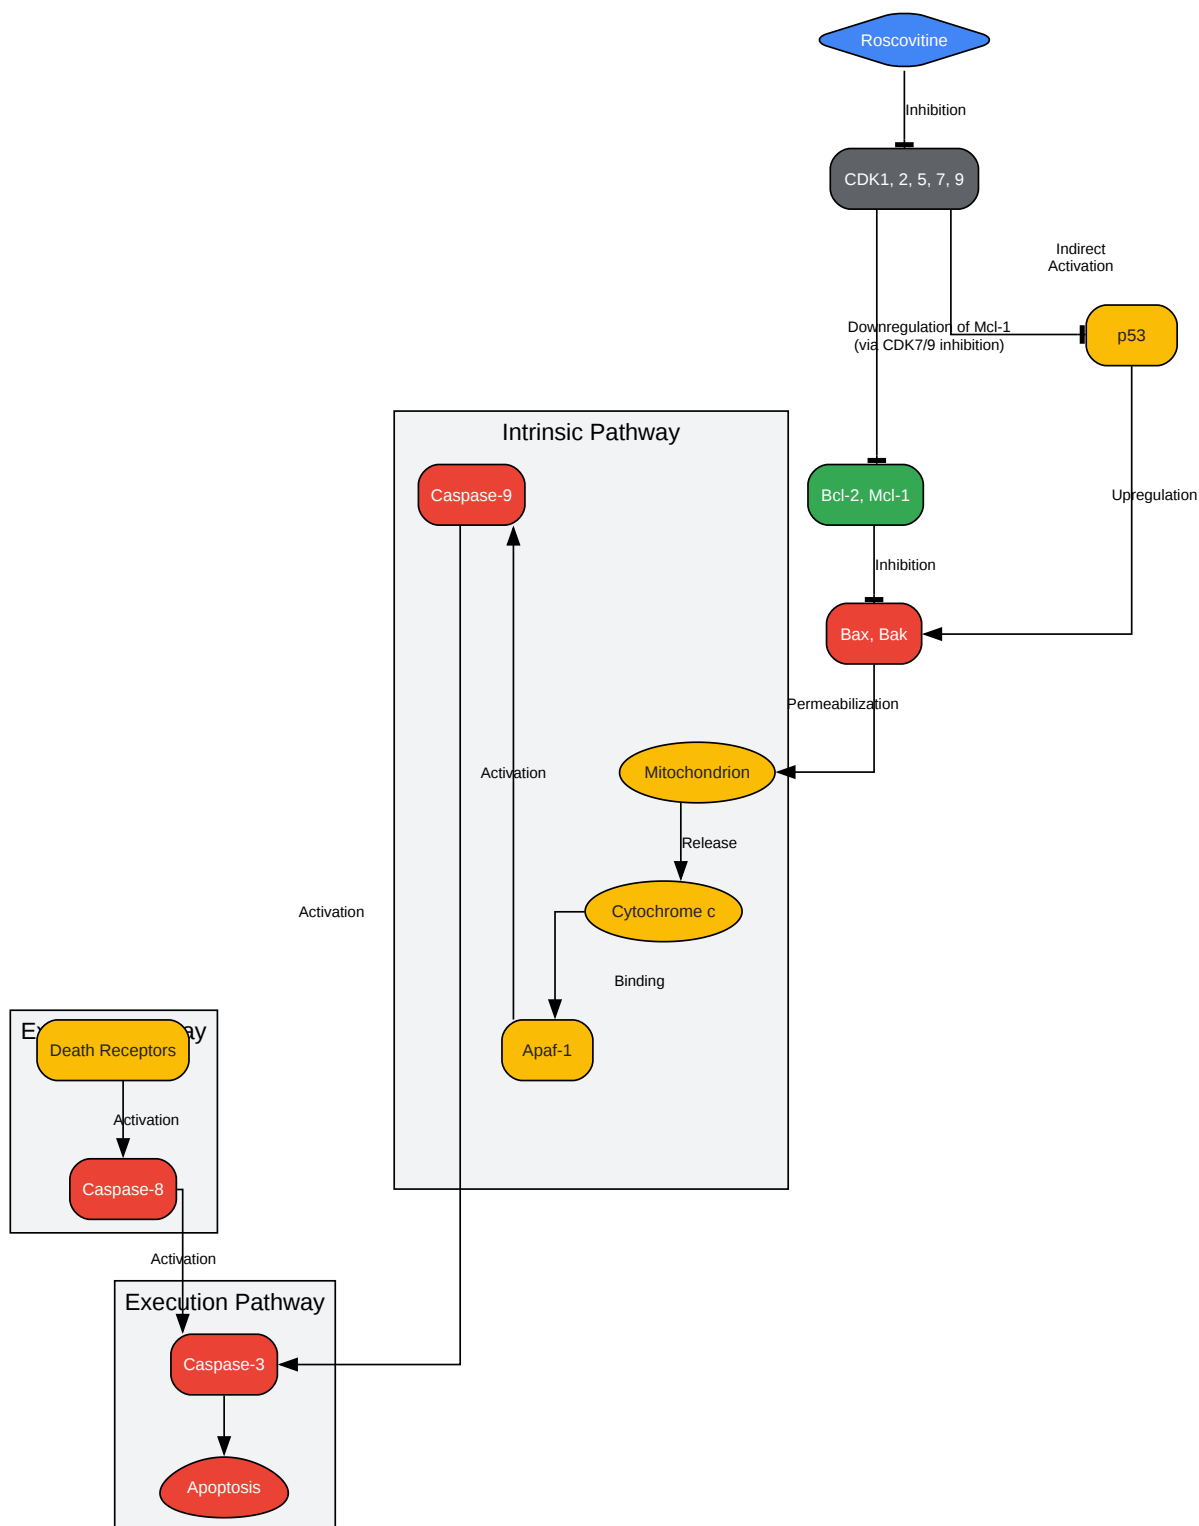 Roscovitine
Inhibition
CDK1, 2, 5, 7, 9
Indirect
Activation
Downregulation of Mcl-1
(via CDK7/9 inhibition)
p53
Intrinsic Pathway
Caspase-9
Bcl-2, Mcl-1
Upregulation
Inhibition
Bax, Bak
Permeabilization
Mitochondrion
Activation
Release
Cytochrome c
Activation
Binding
Death Receptors
Apaf-1
Activation
Caspase-8
Activation
Execution Pathway
Caspase-3
Apoptosis